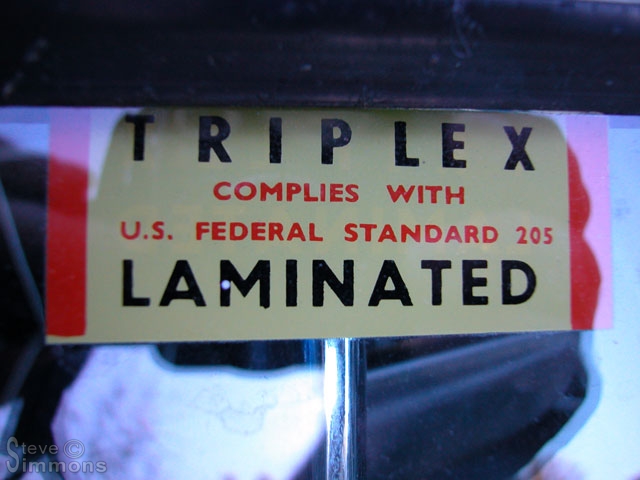 TRIPLEX
COMPLIES WITH
U.S. FEDERAL STANDARD 205
LAMINATED
Steve ©
Simmons